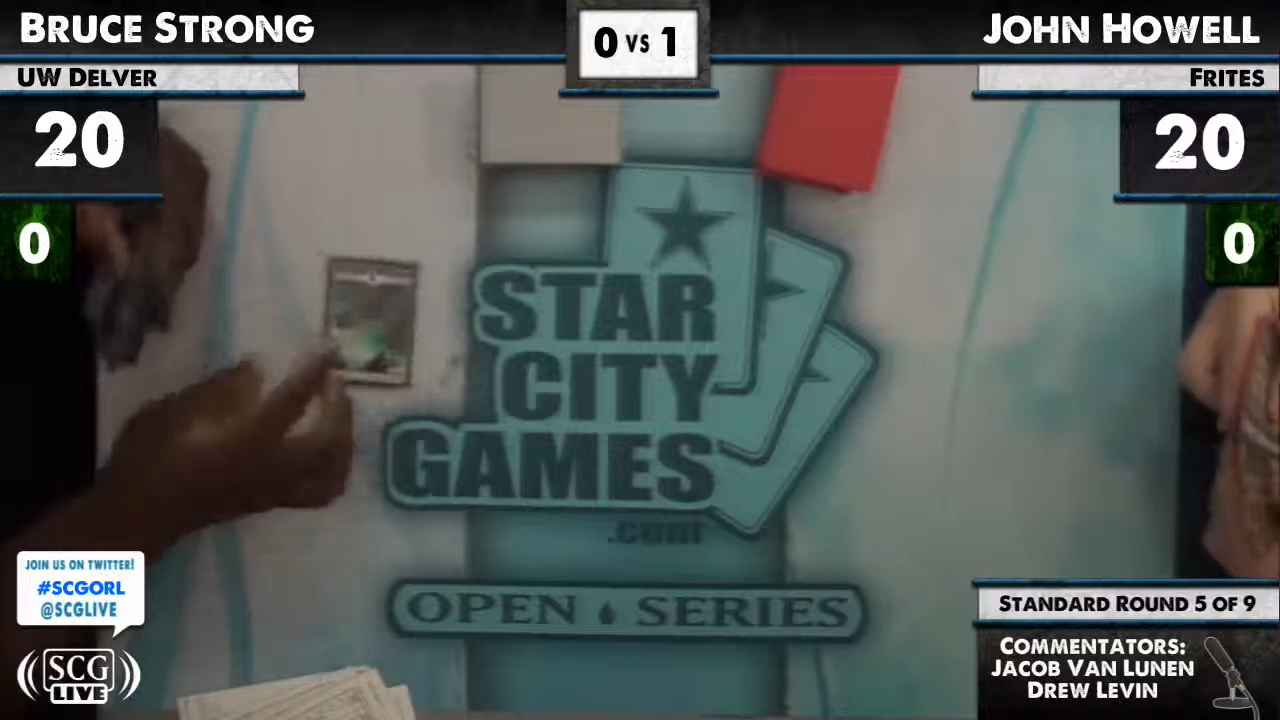 BRUCE STRONG
0 VS 1
JOHN HOWELL
UW DELVER
FRITES
20
20
0
0
STAR
CITY
GAMES
.com
OPEN SERIES
JOIN US ON TWITTER!
#SCGORL
@SCGLIVE
SCG
LIVE
STANDARD ROUND 5 OF 9
COMMENTATORS:
JACOB VAN LUNEN
DREW LEVIN